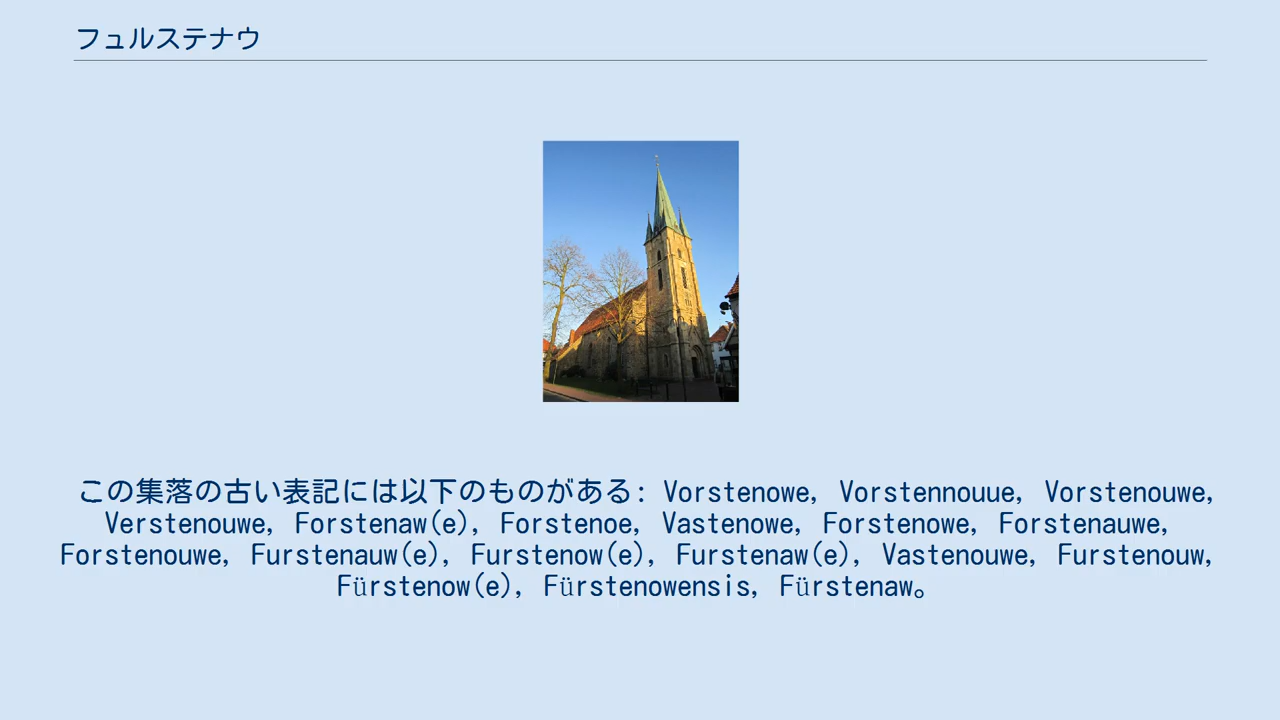 フュルステナウ
この集落の古い表記には以下のものがある: Vorstenowe, Vorstennouue, Vorstenouwe,
Verstenouwe, Forstenaw(e), Forstenoe, Vastenowe, Forstenowe, Forstenauwe,
Forstenouwe, Furstenauw(e), Furstenow(e), Furstenaw(e), Vastenouwe, Furstenouw,
Fürstenow(e), Fürstenowensis, Fürstenaw。